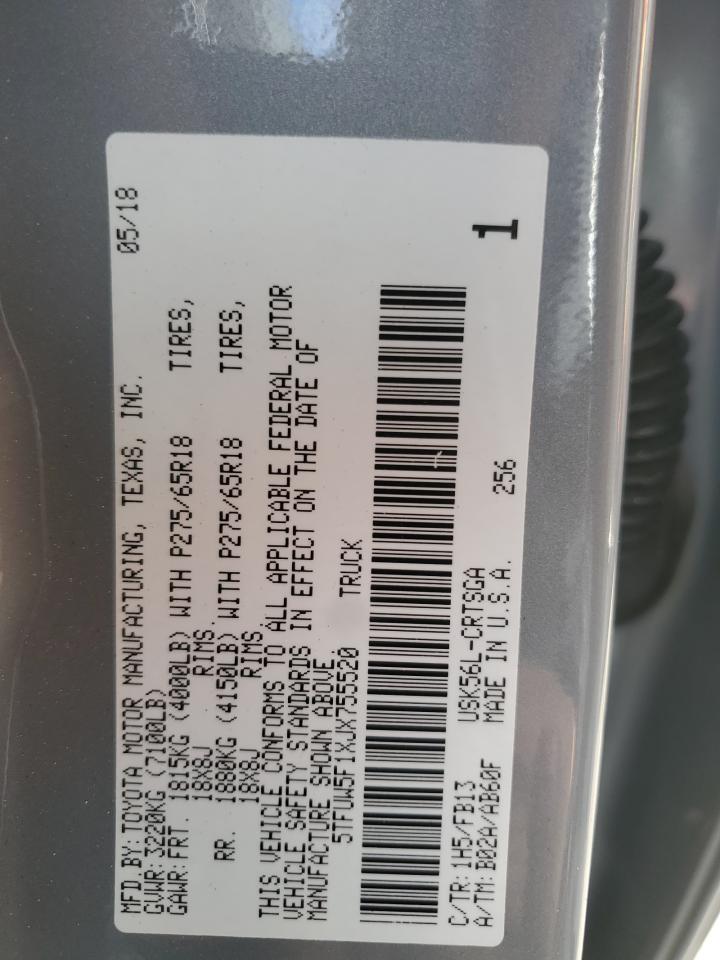 MFD.BY:TOYOTA MOTOR MANUFACTURING, TEXAS, INC. 05/18
GVWR:3220KG (7100LB)
GAWR:FRT. 1815KG (4000LB) WITH P275/65R18 TIRES,
18X8J RIMS,
RR. 1880KG (4150LB) WITH P275/65R18 TIRES,
18X8J RIMS.
THIS VEHICLE CONFORMS TO ALL APPLICABLE FEDERAL MOTOR
VEHICLE SAFETY STANDARDS IN EFFECT ON THE DATE OF
MANUFACTURE SHOWN ABOVE.
5TFUW5F1XJX755520 TRUCK
C/TR:1H5/FB13 USK56L-CRTSGA 256
A/TM:B02A/AB60F MADE IN U.S.A.
1